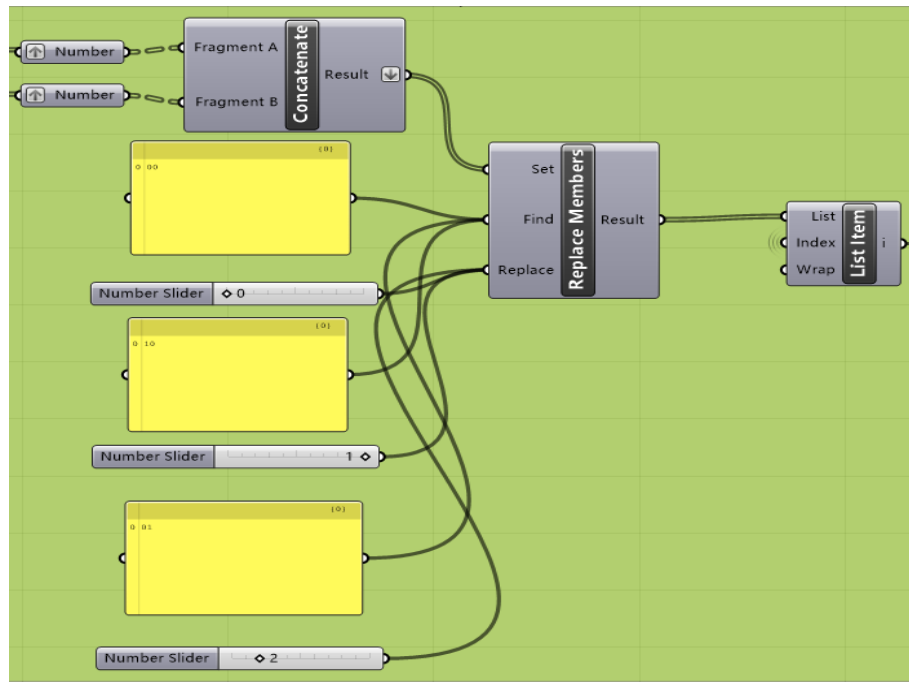 Number
Number
Fragment A
Fragment B
Concatenate
Result
{0}
0 00
Number Slider
0
{0}
0 10
Number Slider
1
{0}
0 01
Number Slider
2
Set
Find
Replace
Replace Members
Result
List
Index
Wrap
List Item
i